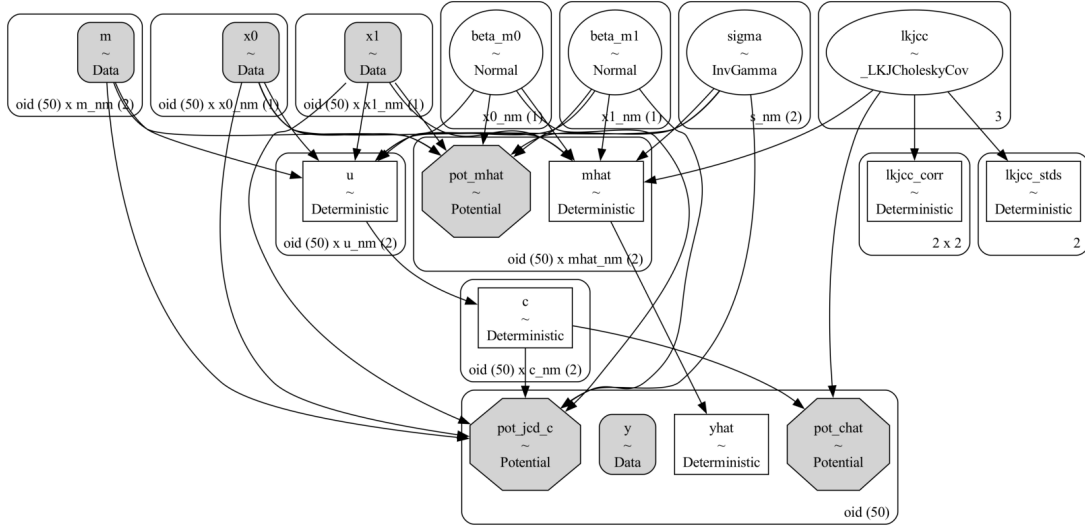 m
~
Data
oid (50) x m_nm (2)
x0
~
Data
oid (50) x x0_nm (1)
x1
~
Data
oid (50) x x1_nm (1)
beta_m0
~
Normal
x0_nm (1)
beta_m1
~
Normal
x1_nm (1)
sigma
~
InvGamma
s_nm (2)
lkjcc
~
_LKJCholeskyCov
3
u
~
Deterministic
oid (50) x u_nm (2)
pot_mhat
~
Potential
mhat
~
Deterministic
oid (50) x mhat_nm (2)
lkjcc_corr
~
Deterministic
2 x 2
lkjcc_stds
~
Deterministic
2
c
~
Deterministic
oid (50) x c_nm (2)
pot_jcd_c
~
Potential
y
~
Data
yhat
~
Deterministic
pot_chat
~
Potential
oid (50)